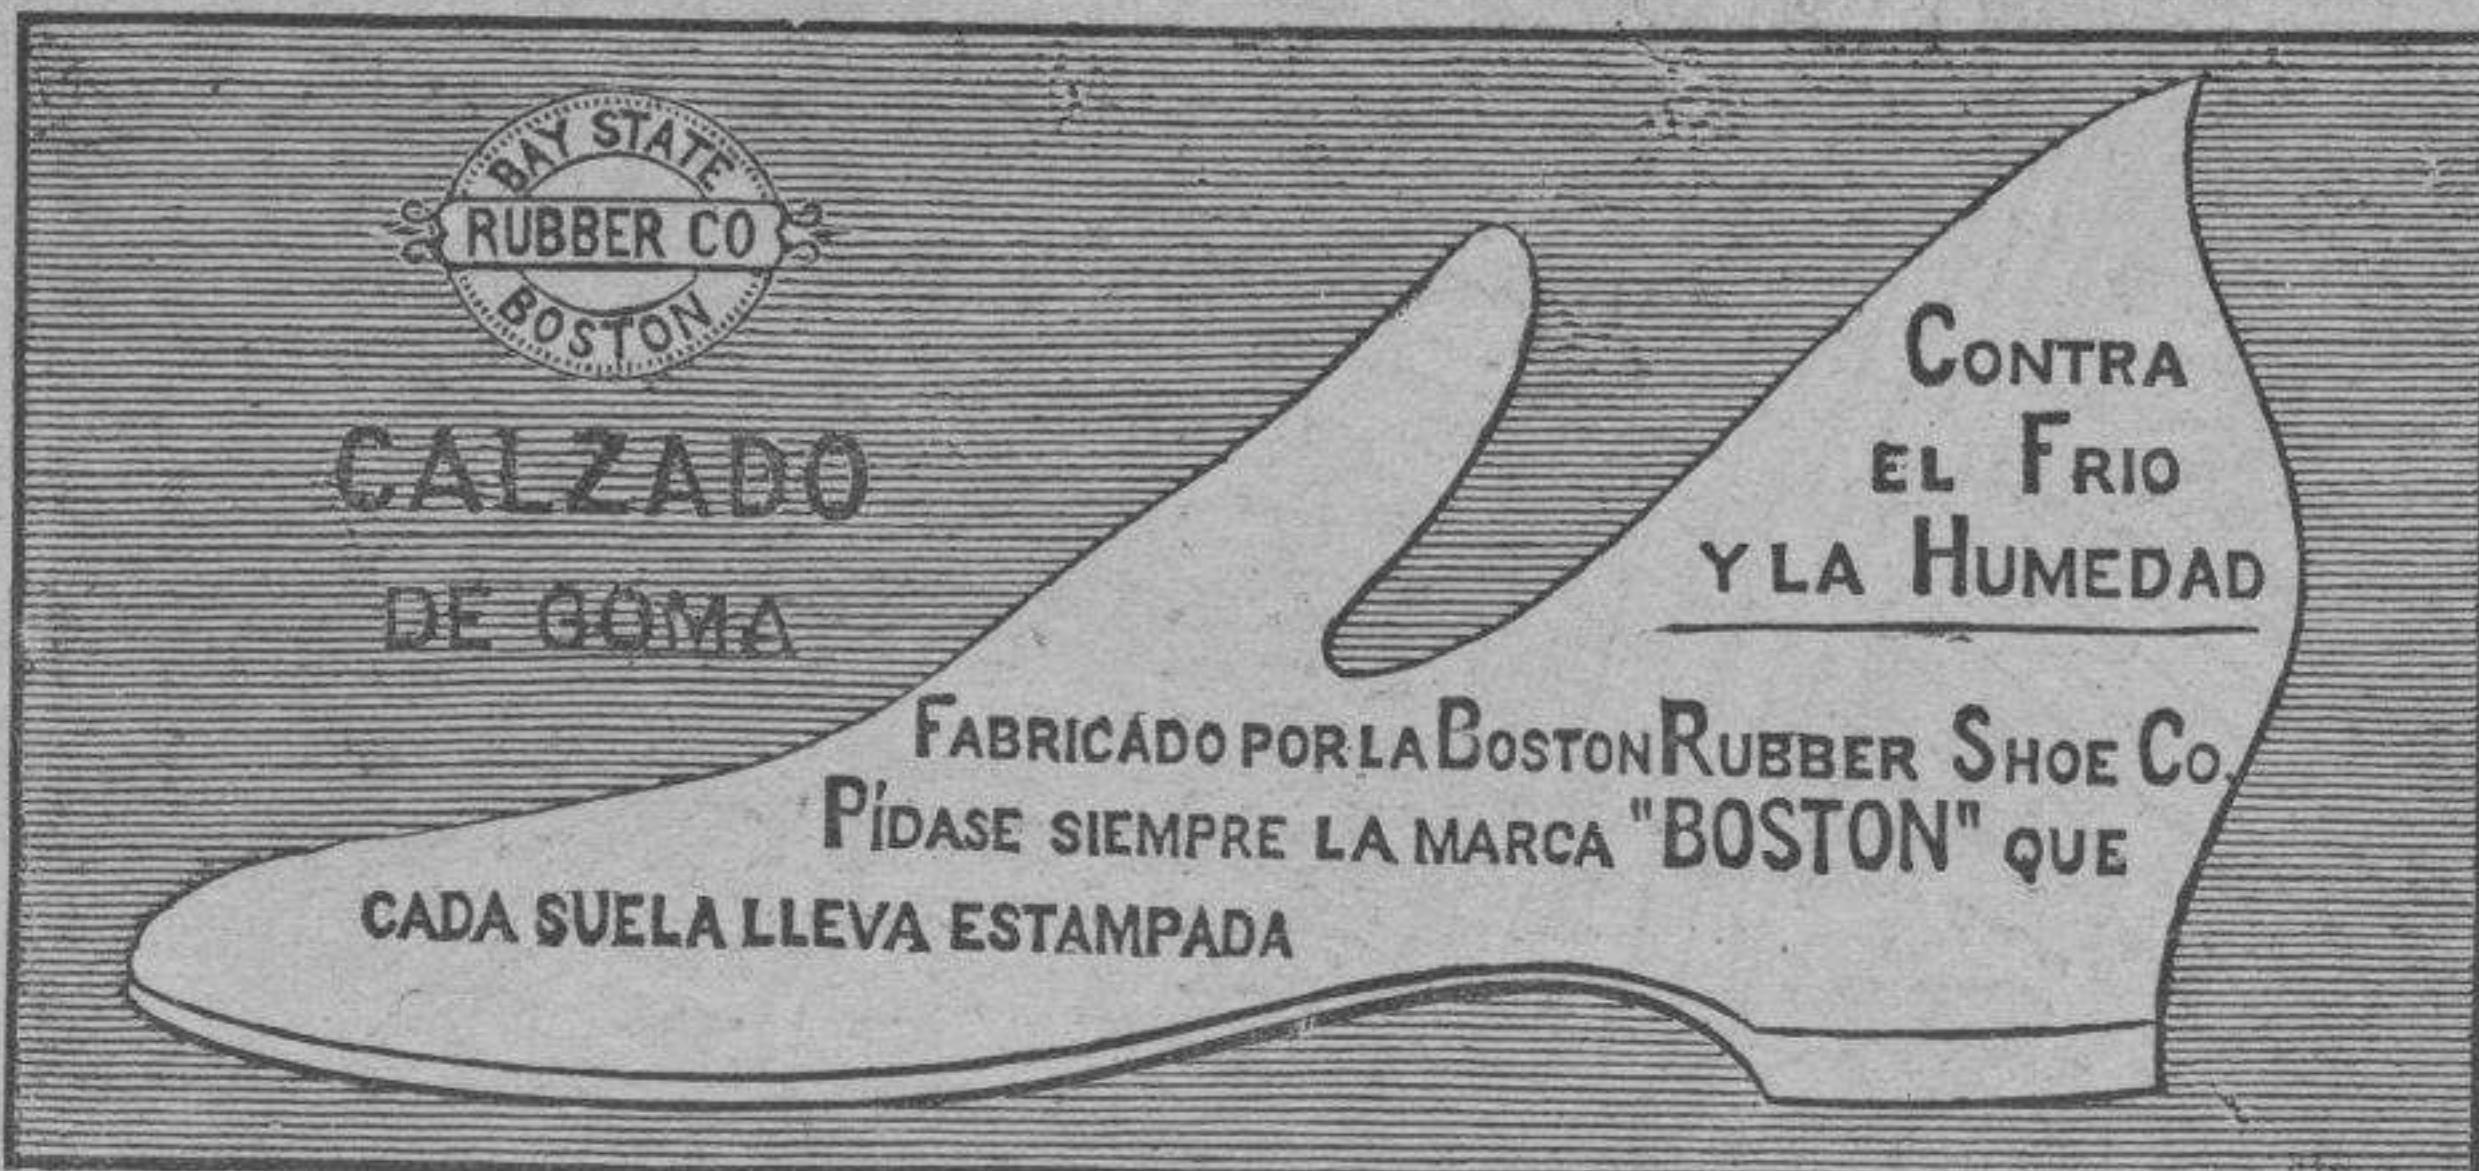 BAY STATE
RUBBER CO
BOSTON
CALZADO
DE GOMA
CONTRA
EL FRIO
Y LA HUMEDAD
FABRICADO POR LA BOSTON RUBBER SHOE CO.
PÍDASE SIEMPRE LA MARCA "BOSTON" QUE
CADA SUELA LLEVA ESTAMPADA